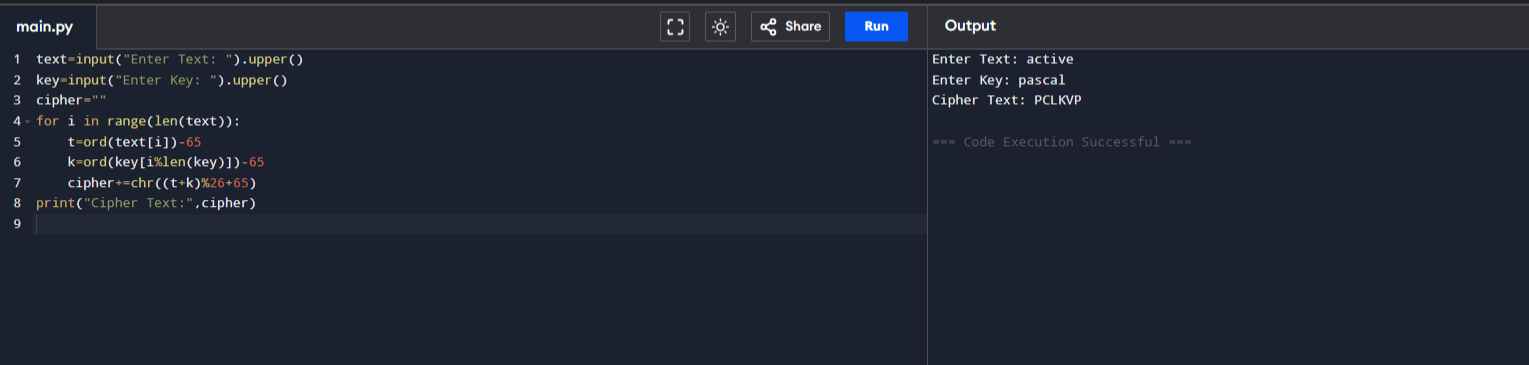 main.py Share Run Output
1 text=input("Enter Text: ").upper()
2 key=input("Enter Key: ").upper()
3 cipher=""
4 for i in range(len(text)):
5     t=ord(text[i])-65
6     k=ord(key[i%len(key)])-65
7     cipher+=chr((t+k)%26+65)
8 print("Cipher Text:",cipher)
9
Enter Text: active
Enter Key: pascal
Cipher Text: PCLKVP
=== Code Execution Successful ===